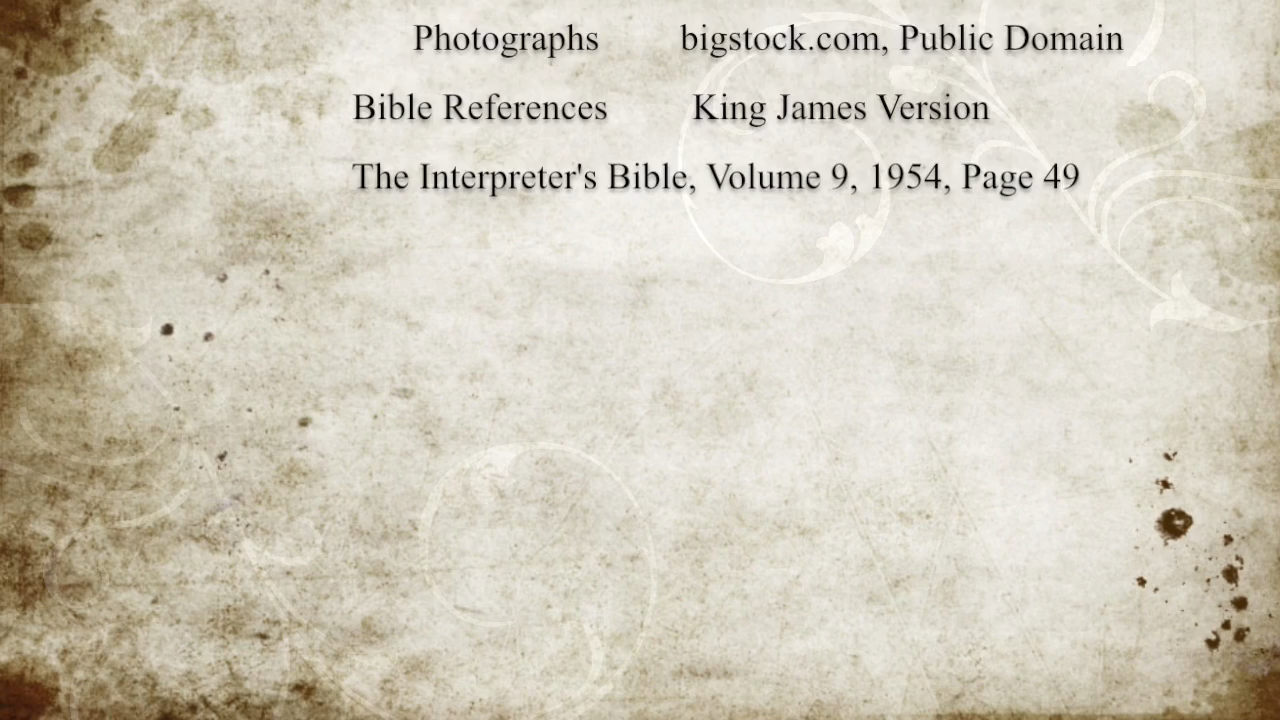 Photographs bigstock.com, Public Domain
Bible References King James Version
The Interpreter's Bible, Volume 9, 1954, Page 49